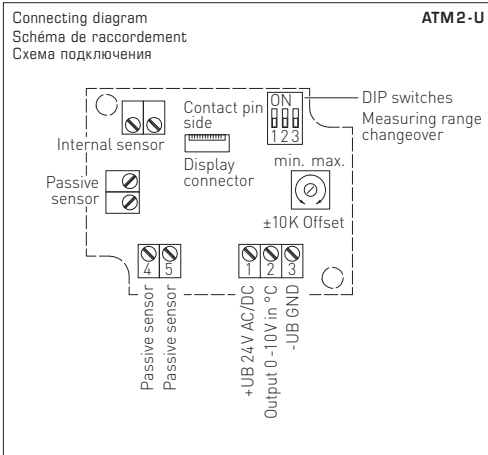 Connecting diagram
Schéma de raccordement
Схема подключения
ATM2-U
ON
1 2 3
DIP switches
Measuring range
changeover
Contact pin
side
Internal sensor
Display
connector
min. max.
Passive
sensor
±10K Offset
4 5
1 2 3
Passive sensor
Passive sensor
+UB 24V AC/DC
Output 0 -10V in °C
-UB GND